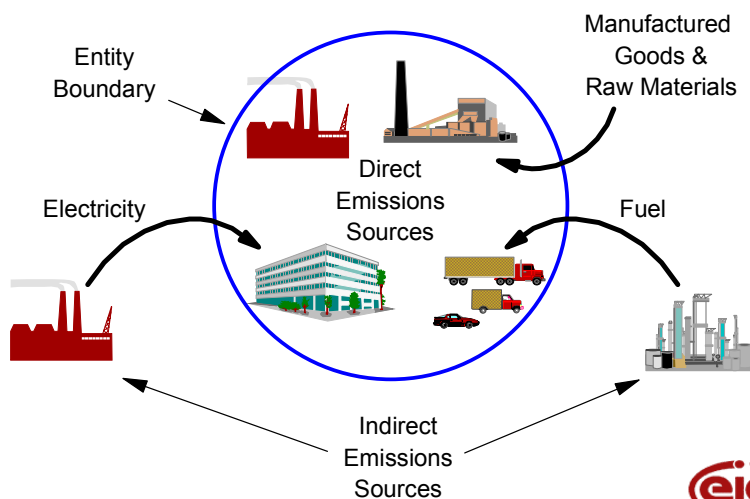 Entity
Boundary
Manufactured
Goods &
Raw Materials
Direct
Emissions
Sources
Electricity
Fuel
Indirect
Emissions
Sources